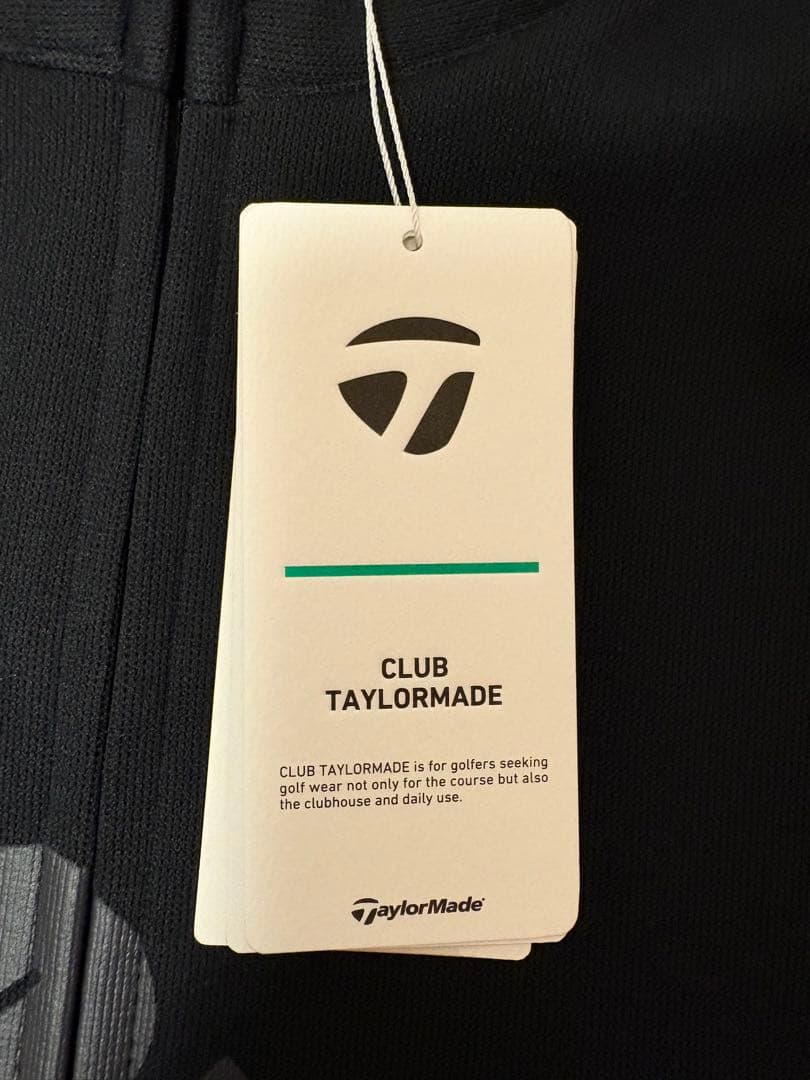 CLUB
TAYLORMADE
CLUB TAYLORMADE is for golfers seeking
golf wear not only for the course but also
the clubhouse and daily use.
TaylorMade